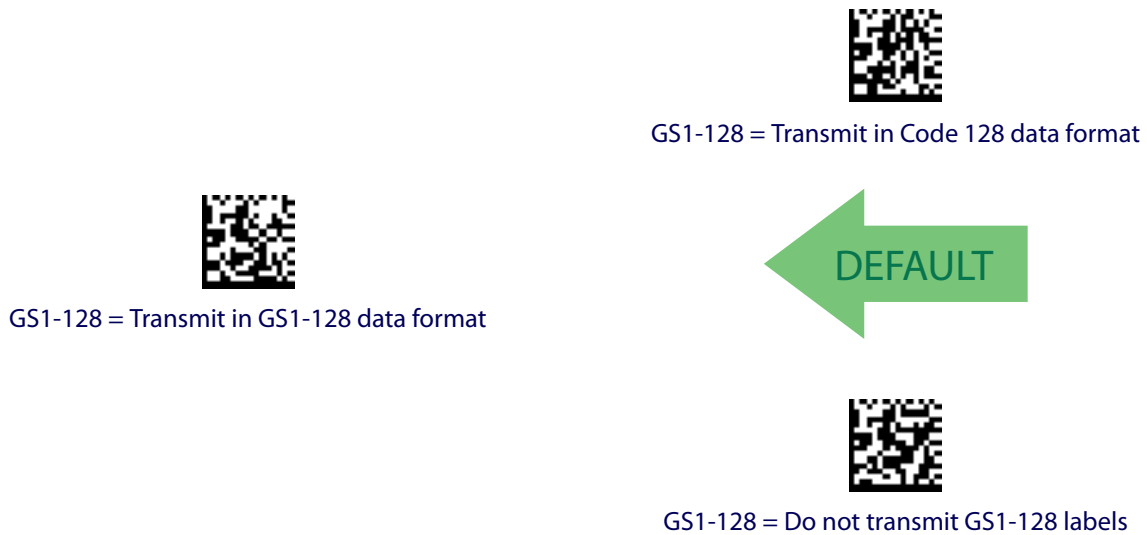 GS1-128 = Transmit in Code 128 data format
GS1-128 = Transmit in GS1-128 data format
DEFAULT
GS1-128 = Do not transmit GS1-128 labels